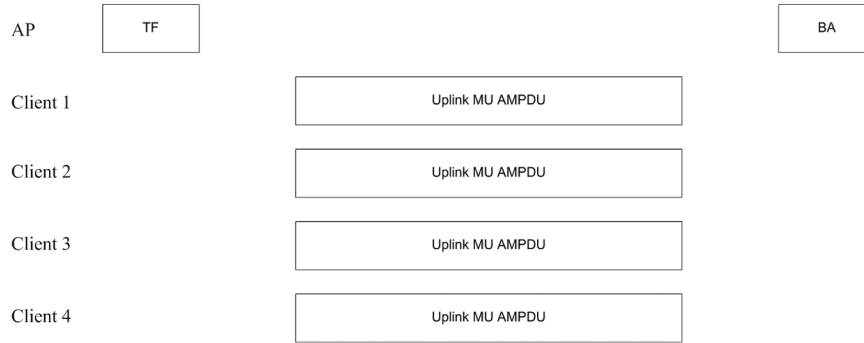 AP TF BA
Client 1 Uplink MU AMPDU
Client 2 Uplink MU AMPDU
Client 3 Uplink MU AMPDU
Client 4 Uplink MU AMPDU